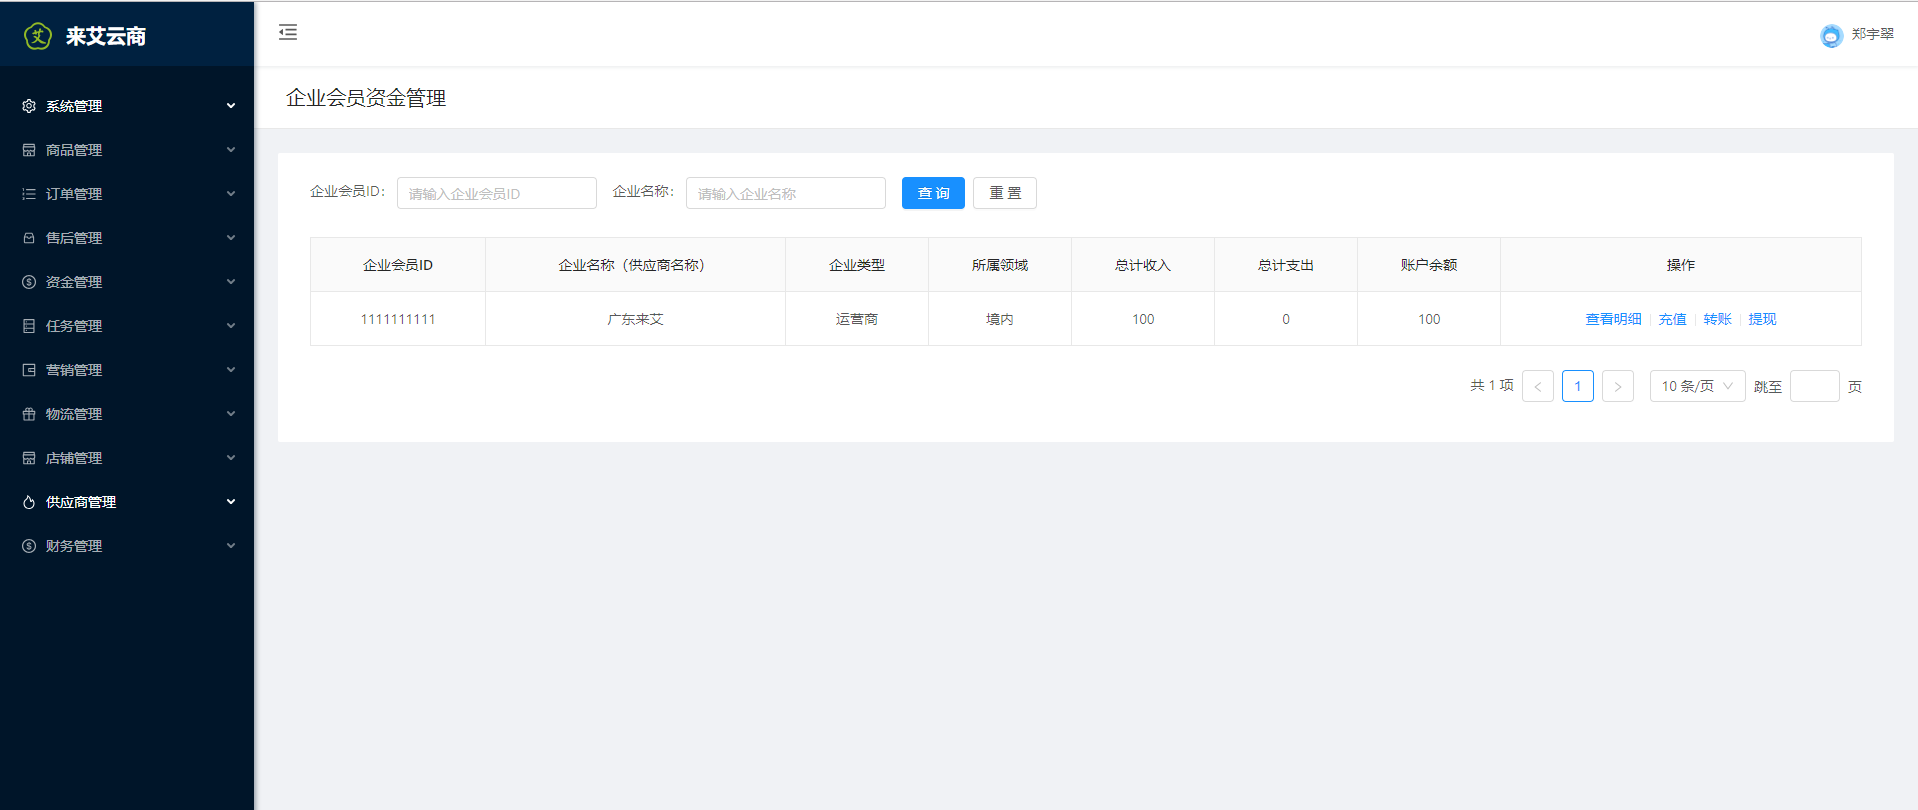 艾 来艾云商
郑宇翠
系统管理
商品管理
订单管理
售后管理
资金管理
任务管理
营销管理
物流管理
店铺管理
供应商管理
财务管理
企业会员资金管理
企业会员ID: 请输入企业会员ID 企业名称: 请输入企业名称 查 询 重 置
企业会员ID 企业名称（供应商名称） 企业类型 所属领域 总计收入 总计支出 账户余额 操作
1111111111 广东来艾 运营商 境内 100 0 100 查看明细 充值 转账 提现
共 1 项 < 1 > 10 条/页 跳至 页